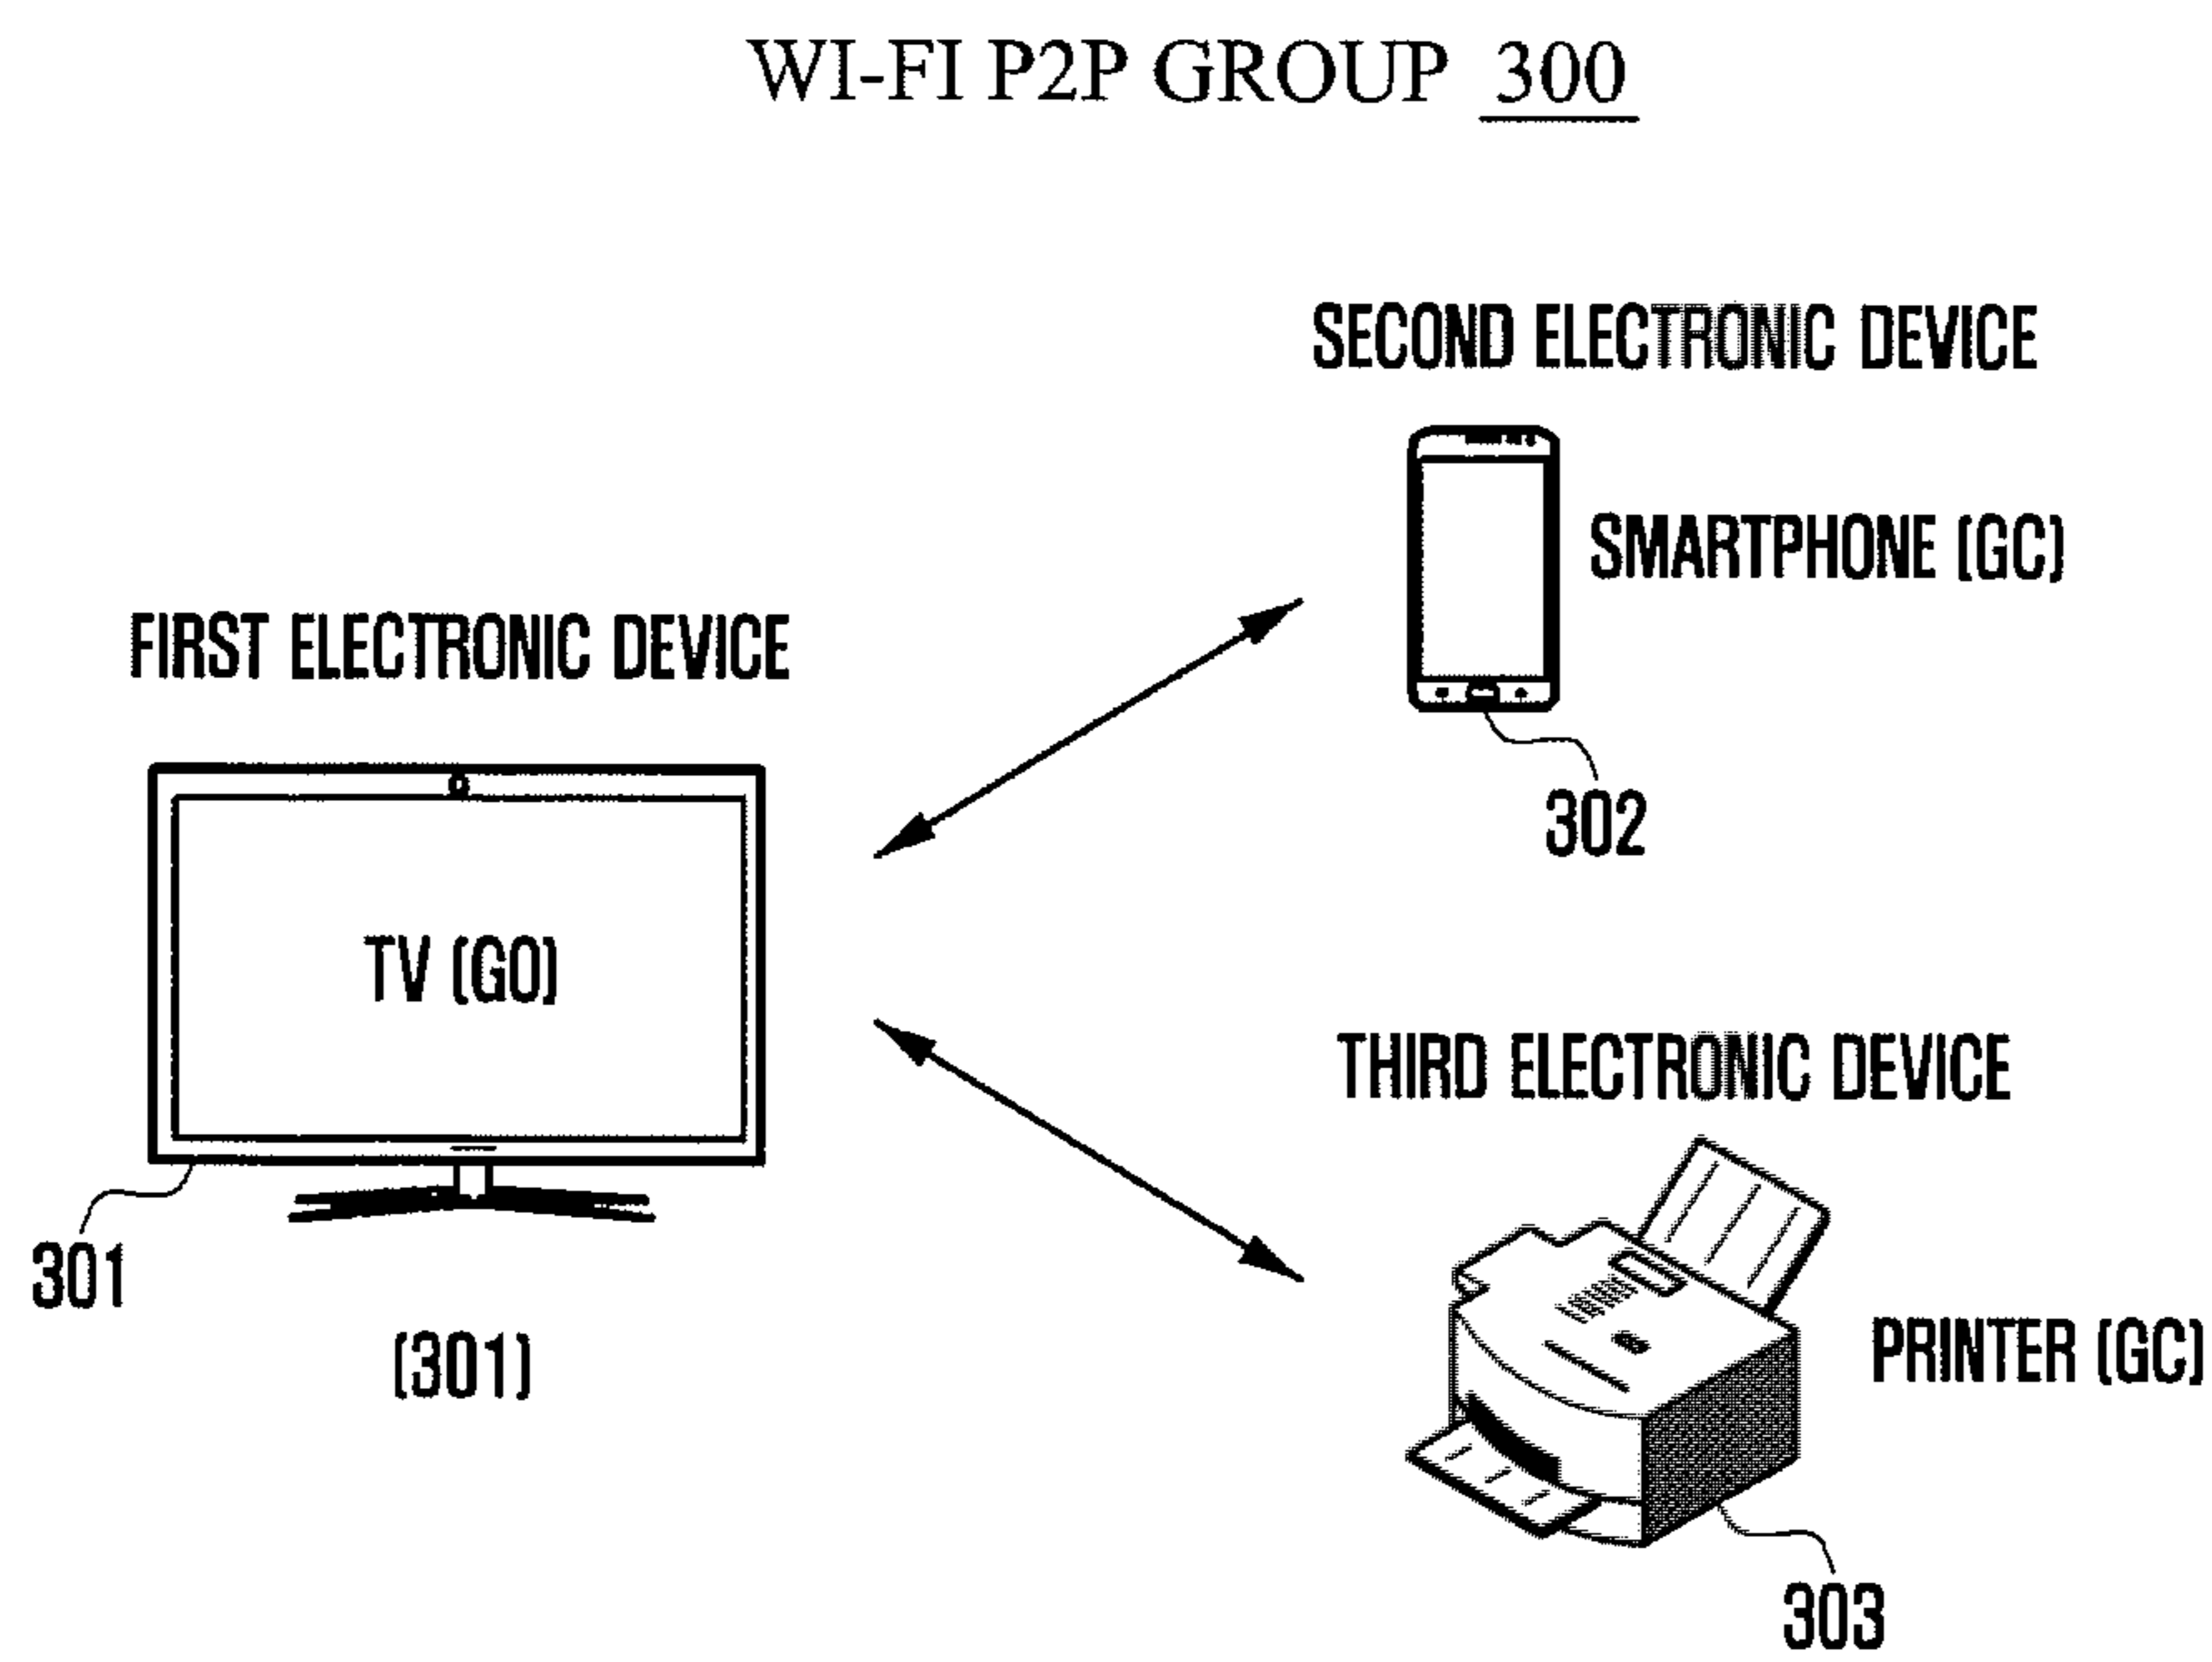 WI-FI P2P GROUP 300
SECOND ELECTRONIC DEVICE
SMARTPHONE (GC)
302
FIRST ELECTRONIC DEVICE
TV (GO)
301
(301)
THIRD ELECTRONIC DEVICE
PRINTER (GC)
303